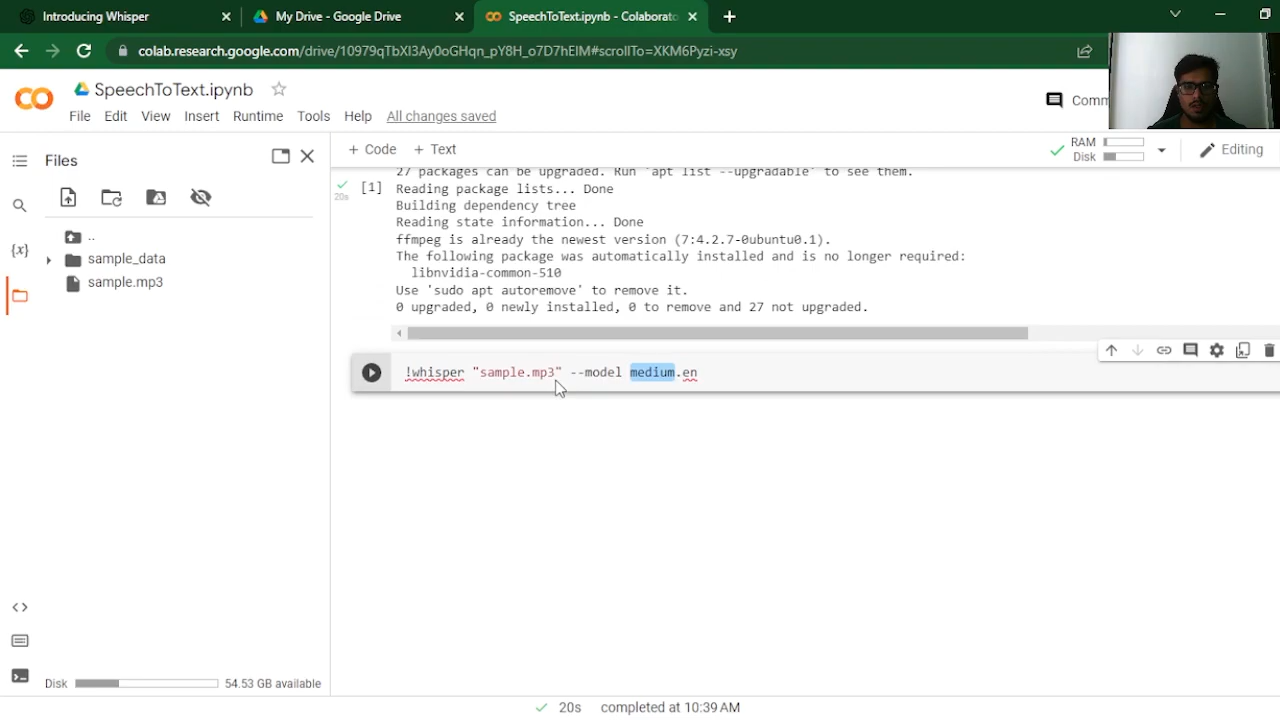 Introducing Whisper
My Drive - Google Drive
SpeechToText.ipynb - Colaborato
colab.research.google.com/drive/10979qTbXI3Ay0oGHqn_pY8H_o7D7hEIM#scrollTo=XKM6Pyzi-xsy
CO
SpeechToText.ipynb
File Edit View Insert Runtime Tools Help All changes saved
Comm
Files
+ Code + Text
RAM
Disk
Editing
27 packages can be upgraded. Run 'apt list --upgradable' to see them.
[1]
20s
Reading package lists... Done
Building dependency tree
Reading state information... Done
ffmpeg is already the newest version (7:4.2.7-0ubuntu0.1).
The following package was automatically installed and is no longer required:
libnvidia-common-510
Use 'sudo apt autoremove' to remove it.
0 upgraded, 0 newly installed, 0 to remove and 27 not upgraded.
..
sample_data
sample.mp3
{x}
!whisper "sample.mp3" --model medium.en
Disk 54.53 GB available
20s completed at 10:39 AM